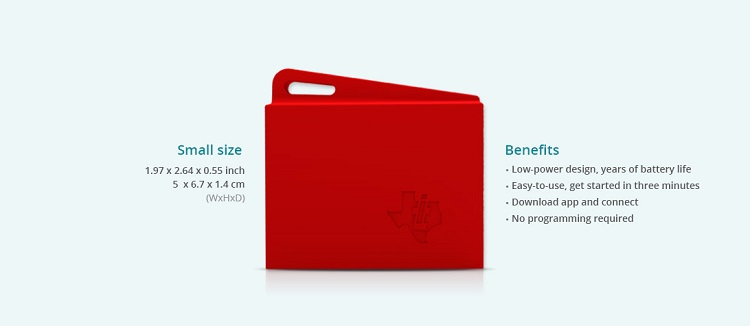 Small size
1.97 x 2.64 x 0.55 inch
5 x 6.7 x 1.4 cm
(WxHxD)
Benefits
· Low-power design, years of battery life
· Easy-to-use, get started in three minutes
· Download app and connect
· No programming required